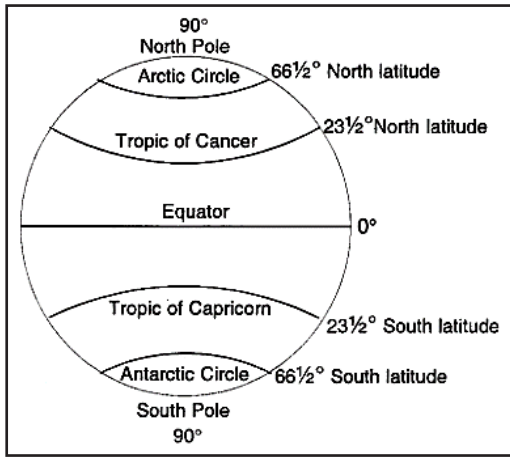 90°
North Pole
Arctic Circle
66½° North latitude
Tropic of Cancer
23½° North latitude
Equator
0°
Tropic of Capricorn
23½° South latitude
Antarctic Circle
66½° South latitude
South Pole
90°